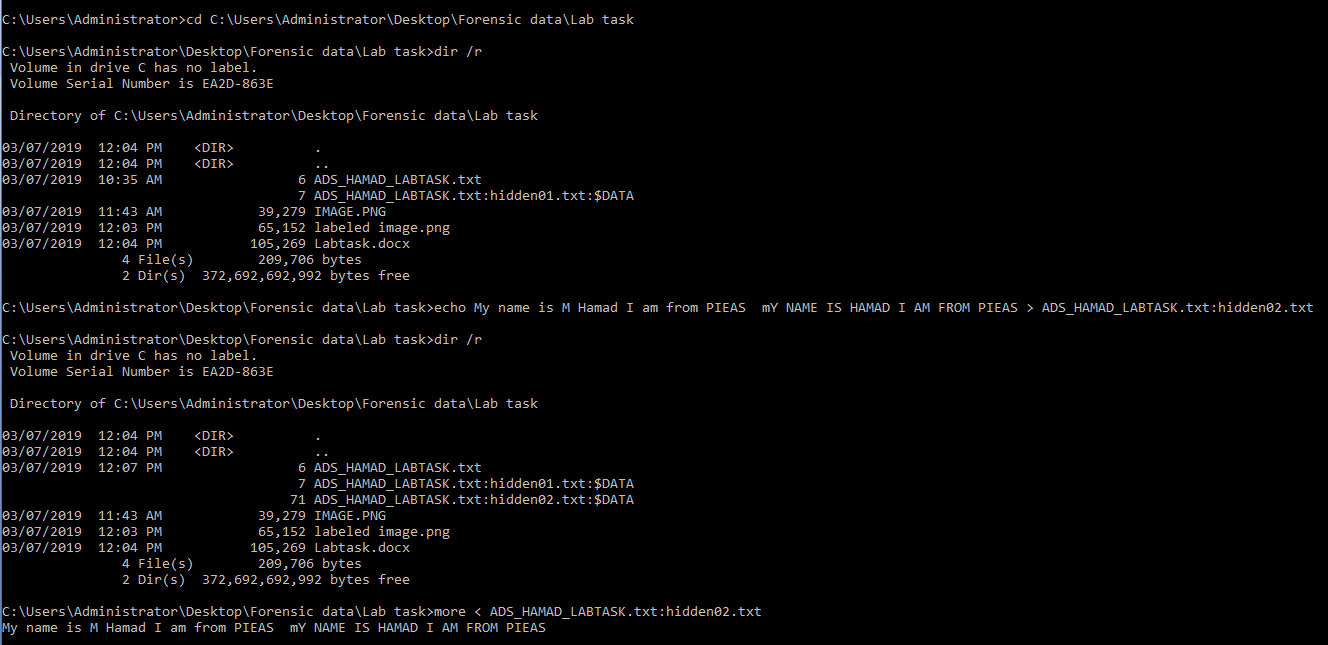 C:\Users\Administrator>cd C:\Users\Administrator\Desktop\Forensic data\Lab task
C:\Users\Administrator\Desktop\Forensic data\Lab task>dir /r
 Volume in drive C has no label.
 Volume Serial Number is EA2D-863E
 Directory of C:\Users\Administrator\Desktop\Forensic data\Lab task
03/07/2019  12:04 PM    <DIR>          .
03/07/2019  12:04 PM    <DIR>          ..
03/07/2019  10:35 AM                 6 ADS_HAMAD_LABTASK.txt
                                     7 ADS_HAMAD_LABTASK.txt:hidden01.txt:$DATA
03/07/2019  11:43 AM            39,279 IMAGE.PNG
03/07/2019  12:03 PM            65,152 labeled image.png
03/07/2019  12:04 PM           105,269 Labtask.docx
               4 File(s)        209,706 bytes
               2 Dir(s)  372,692,692,992 bytes free
C:\Users\Administrator\Desktop\Forensic data\Lab task>echo My name is M Hamad I am from PIEAS  mY NAME IS HAMAD I AM FROM PIEAS > ADS_HAMAD_LABTASK.txt:hidden02.txt
C:\Users\Administrator\Desktop\Forensic data\Lab task>dir /r
 Volume in drive C has no label.
 Volume Serial Number is EA2D-863E
 Directory of C:\Users\Administrator\Desktop\Forensic data\Lab task
03/07/2019  12:04 PM    <DIR>          .
03/07/2019  12:04 PM    <DIR>          ..
03/07/2019  12:07 PM                 6 ADS_HAMAD_LABTASK.txt
                                     7 ADS_HAMAD_LABTASK.txt:hidden01.txt:$DATA
                                    71 ADS_HAMAD_LABTASK.txt:hidden02.txt:$DATA
03/07/2019  11:43 AM            39,279 IMAGE.PNG
03/07/2019  12:03 PM            65,152 labeled image.png
03/07/2019  12:04 PM           105,269 Labtask.docx
               4 File(s)        209,706 bytes
               2 Dir(s)  372,692,692,992 bytes free
C:\Users\Administrator\Desktop\Forensic data\Lab task>more < ADS_HAMAD_LABTASK.txt:hidden02.txt
My name is M Hamad I am from PIEAS  mY NAME IS HAMAD I AM FROM PIEAS